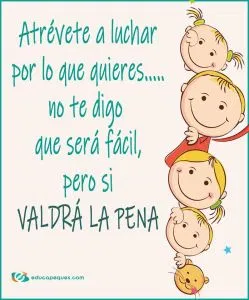 Atrévete a luchar
por lo que quieres.....
no te digo
que será fácil,
pero si
VALDRÁ LA PENA
educapeques.com